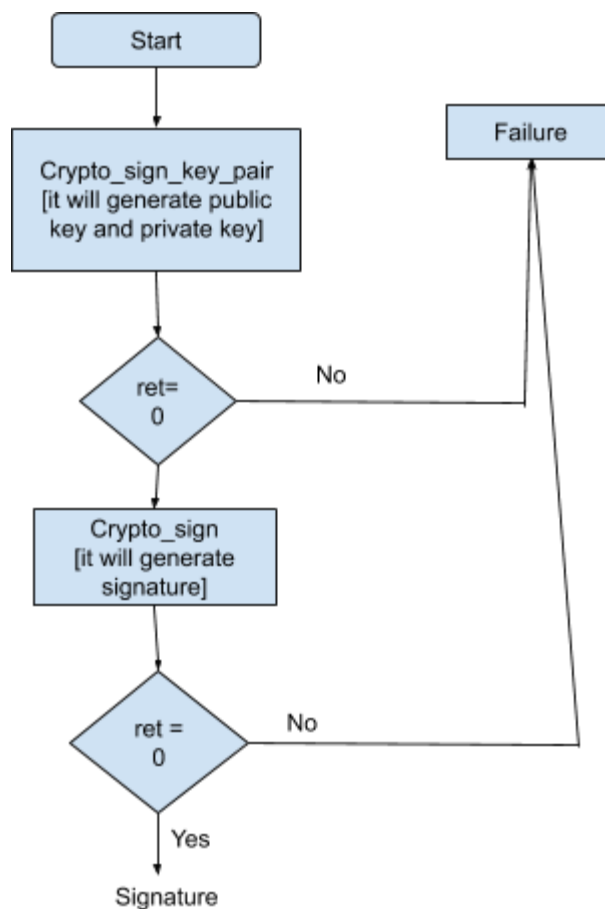 Start
Failure
Crypto_sign_key_pair
[it will generate public
key and private key]
ret=
0
No
Crypto_sign
[it will generate
signature]
ret =
0
No
Yes
Signature